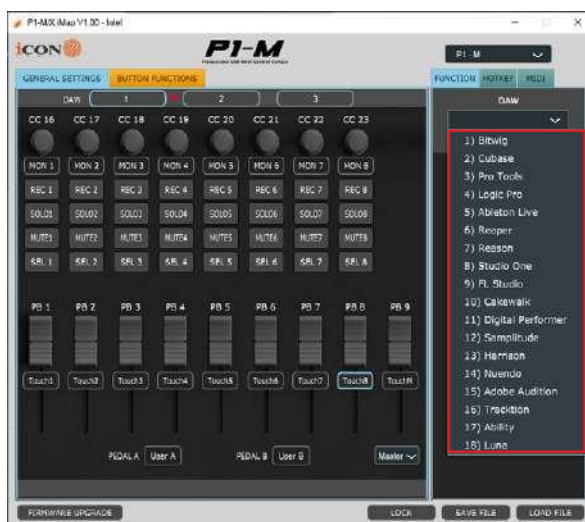 P1-M/X iMap V1.00 - Intel
iCON
P1-M
P1-M
GENERAL SETTINGS BUTTON FUNCTIONS
FUNCTION HOTKEY MIDI
DAW 1 2 3
DAW
CC 16 CC 17 CC 18 CC 19 CC 20 CC 21 CC 22 CC 23
MON 1 MON 2 MON 3 MON 4 MON 5 MON 6 MON 7 MON 8
REC 1 REC 2 REC 3 REC 4 REC 5 REC 6 REC 7 REC 8
SOLO1 SOLO2 SOLO3 SOLO4 SOLO5 SOLO6 SOLO7 SOLO8
MUTE1 MUTE2 MUTE3 MUTE4 MUTE5 MUTE6 MUTE7 MUTE8
SEL 1 SEL 2 SEL 3 SEL 4 SEL 5 SEL 6 SEL 7 SEL 8
PB 1 PB 2 PB 3 PB 4 PB 5 PB 6 PB 7 PB 8 PB 9
Touch1 Touch2 Touch3 Touch4 Touch5 Touch6 Touch7 Touch8 TouchM
PEDAL A User A PEDAL B User B Master
1) Bitwig
2) Cubase
3) Pro Tools
4) Logic Pro
5) Ableton Live
6) Reaper
7) Reason
8) Studio One
9) FL Studio
10) Cakewalk
11) Digital Performer
12) Samplitude
13) Harrison
14) Nuendo
15) Adobe Audition
16) Tracktion
17) Ability
18) Luna
FIRMWARE UPGRADE LOCK SAVE FILE LOAD FILE